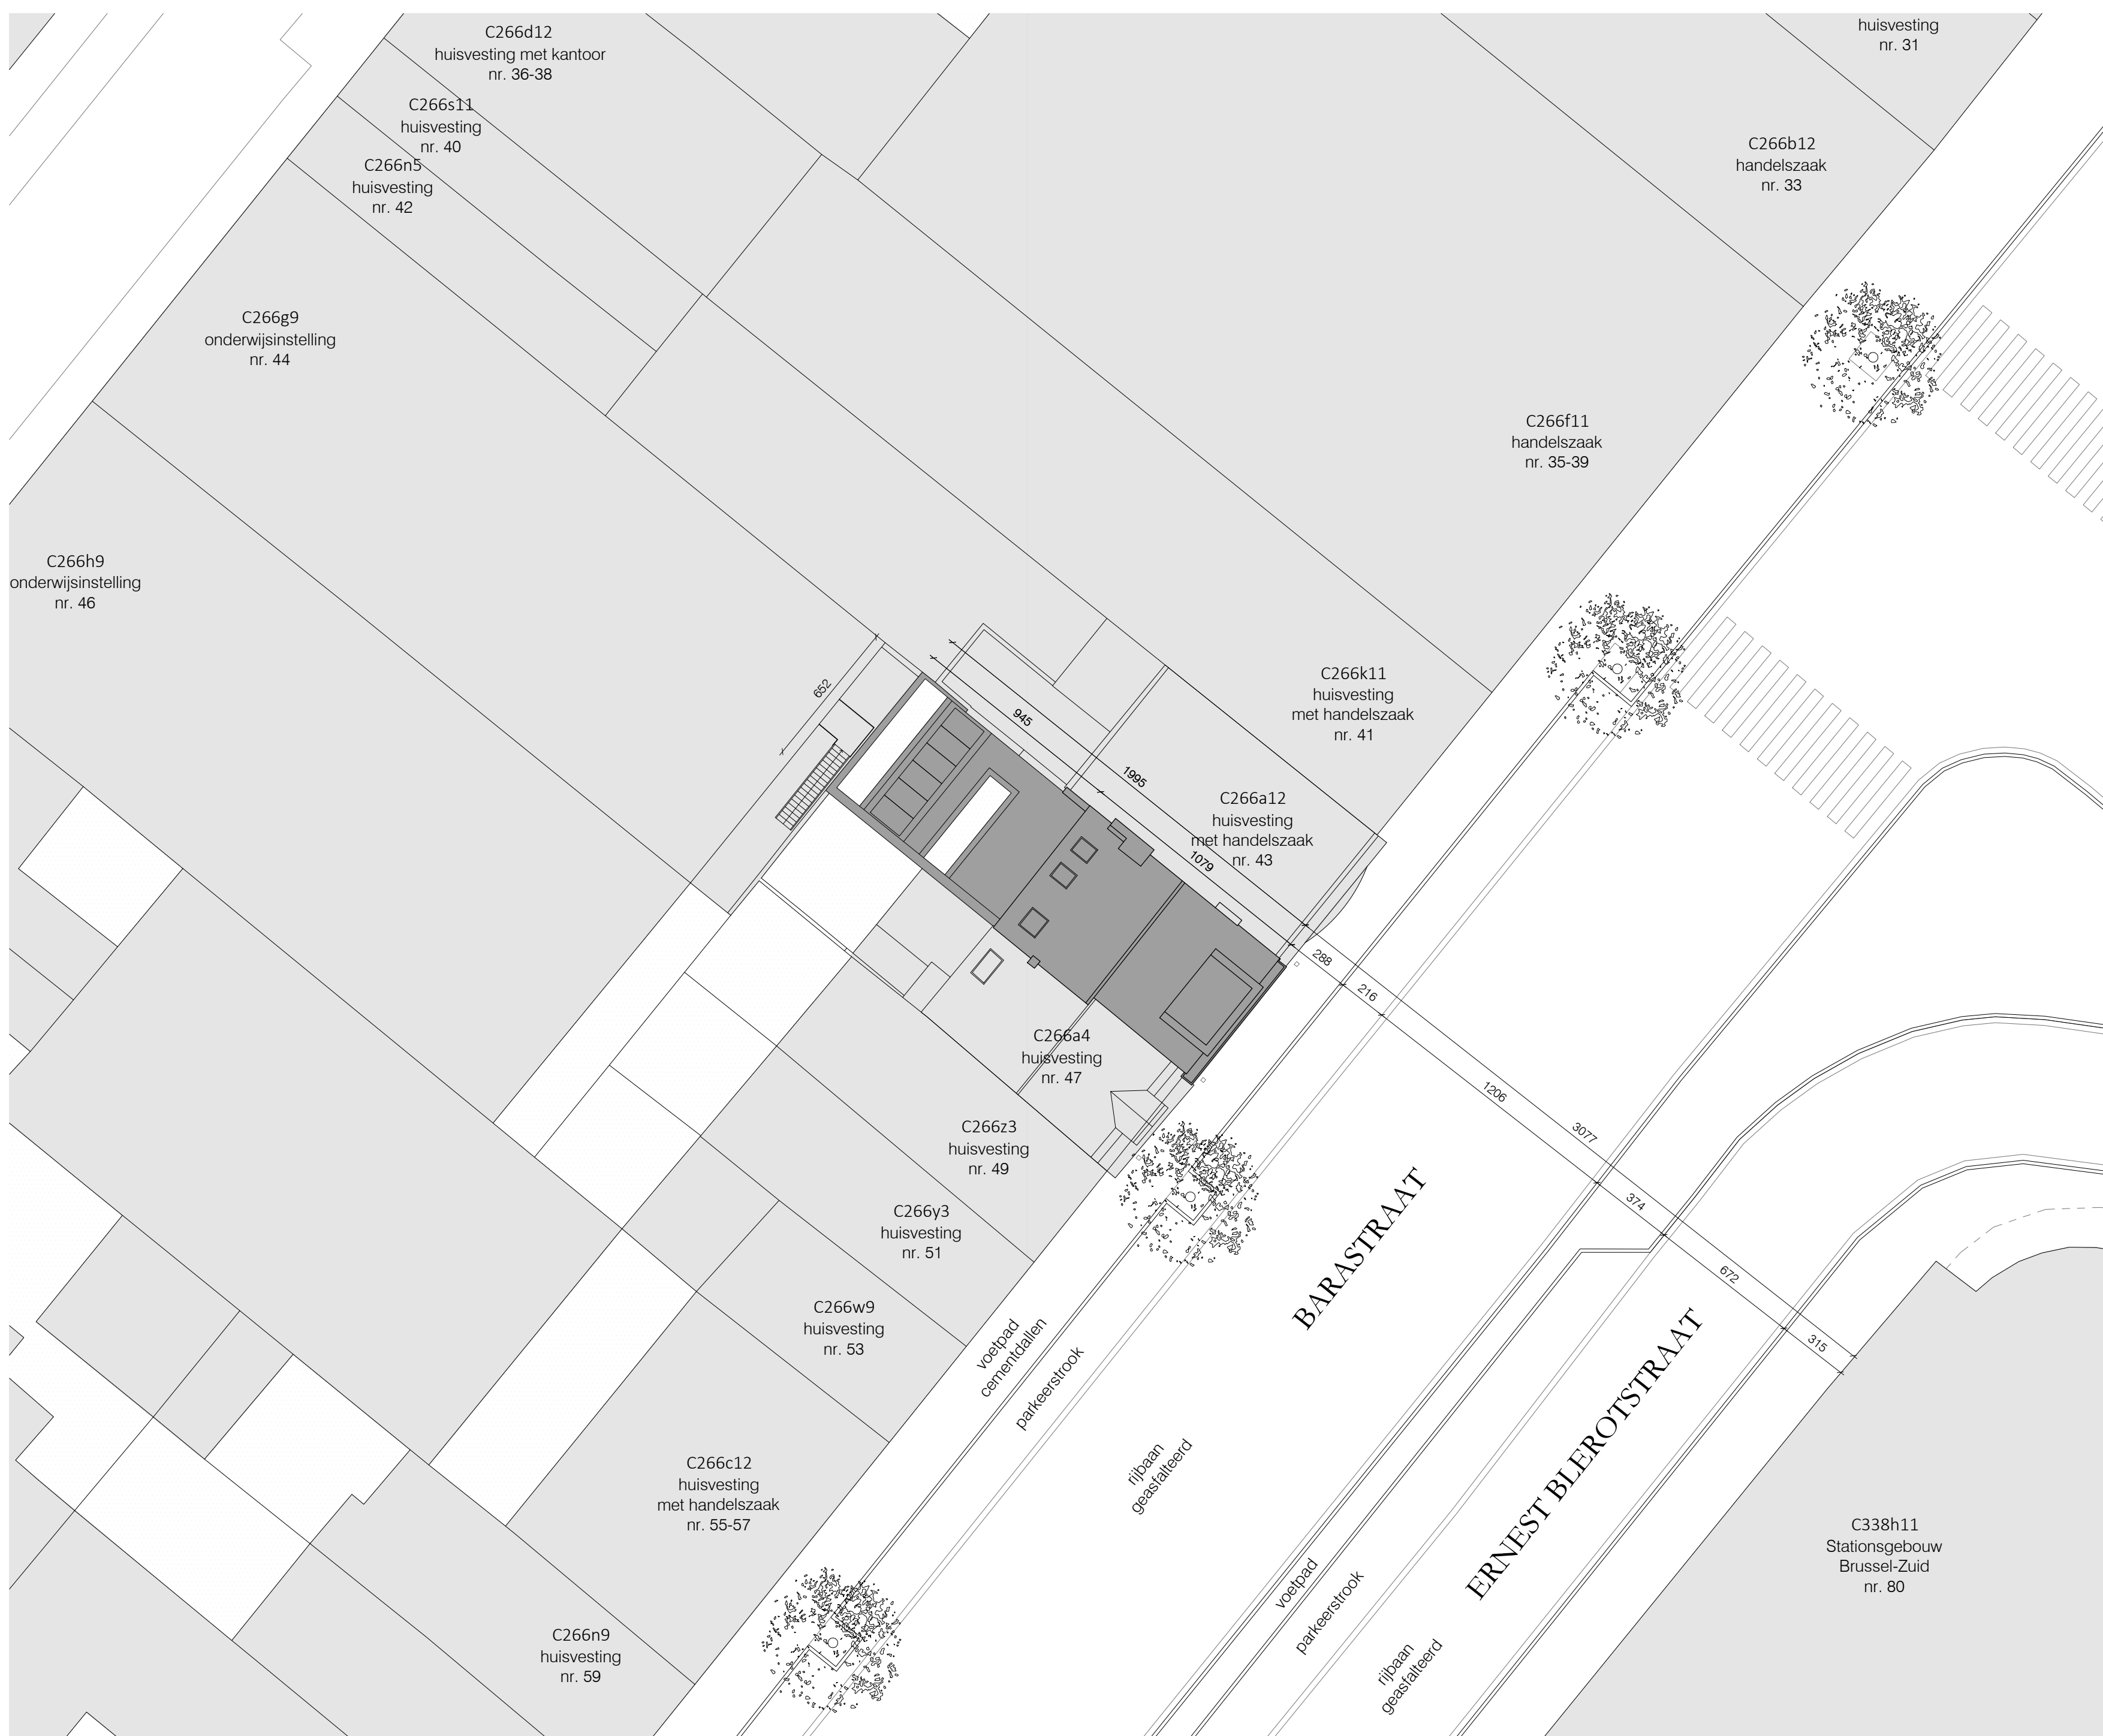 C266d12
huisvesting met kantoor
nr. 36-38
huisvesting
nr. 31
C266s11
huisvesting
nr. 40
C266n5
huisvesting
nr. 42
C266b12
handelszaak
nr. 33
C266g9
onderwijsinstelling
nr. 44
C266f11
handelszaak
nr. 35-39
C266h9
onderwijsinstelling
nr. 46
C266k11
huisvesting
met handelszaak
nr. 41
652
945
1995
1079
C266a12
huisvesting
met handelszaak
nr. 43
288
216
1206
3077
374
672
315
C266a4
huisvesting
nr. 47
C266z3
huisvesting
nr. 49
C266y3
huisvesting
nr. 51
C266w9
huisvesting
nr. 53
C266c12
huisvesting
met handelszaak
nr. 55-57
C266n9
huisvesting
nr. 59
voetpad
cementdallen
parkeerstrook
rijbaan
geasfalteerd
BARASTRAAT
voetpad
parkeerstrook
rijbaan
geasfalteerd
ERNEST BLEROTSTRAAT
C338h11
Stationsgebouw
Brussel-Zuid
nr. 80